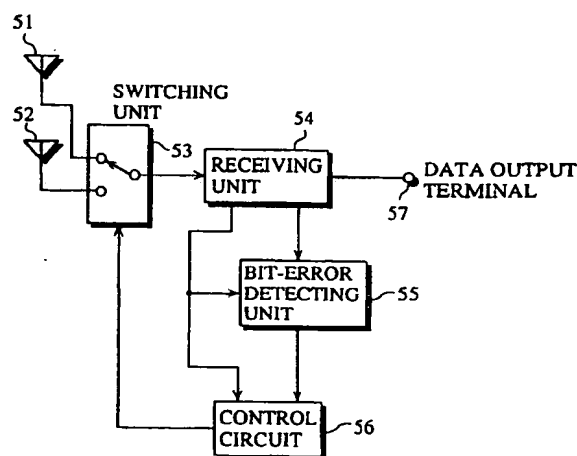 51
SWITCHING
UNIT
52
53
54
RECEIVING
UNIT
DATA OUTPUT
TERMINAL
57
BIT-ERROR
DETECTING
UNIT
55
CONTROL
CIRCUIT
56